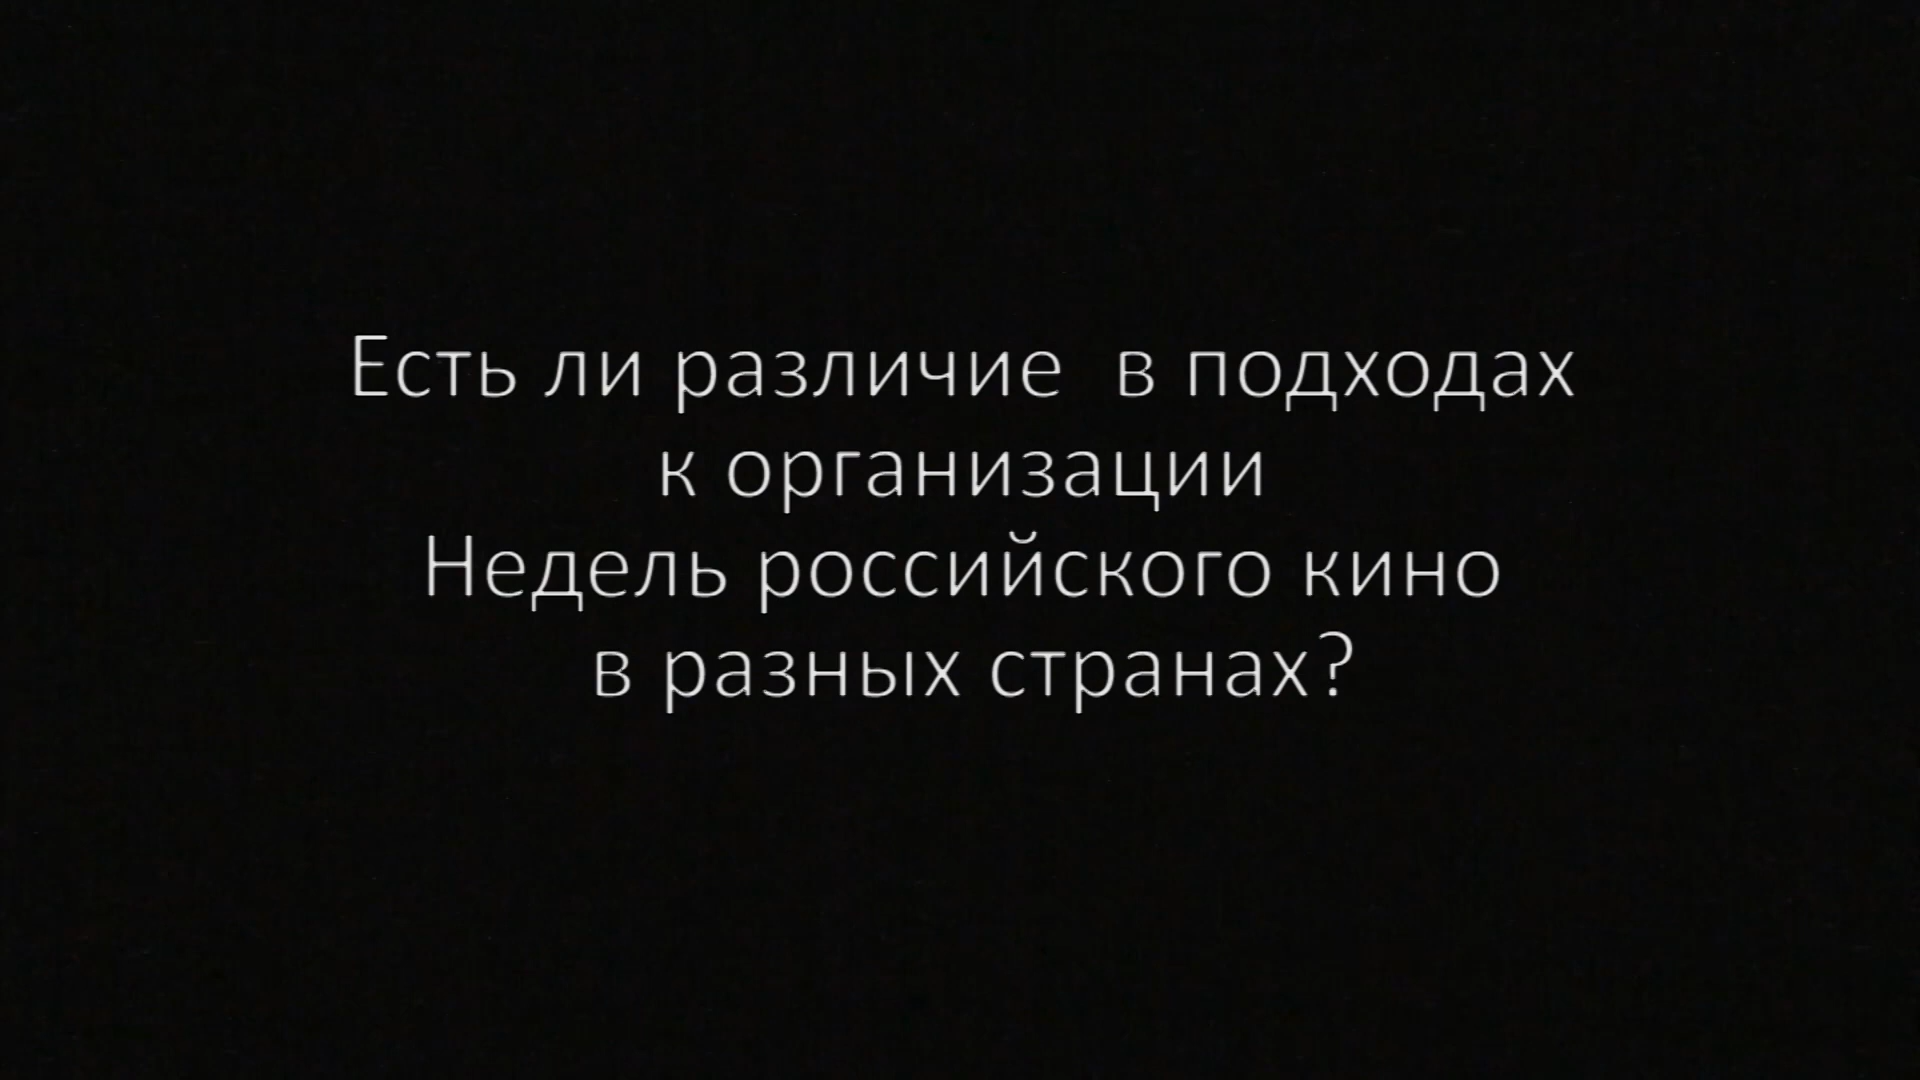 Есть ли различие  в подходах
к организации
Недель российского кино
в разных странах?